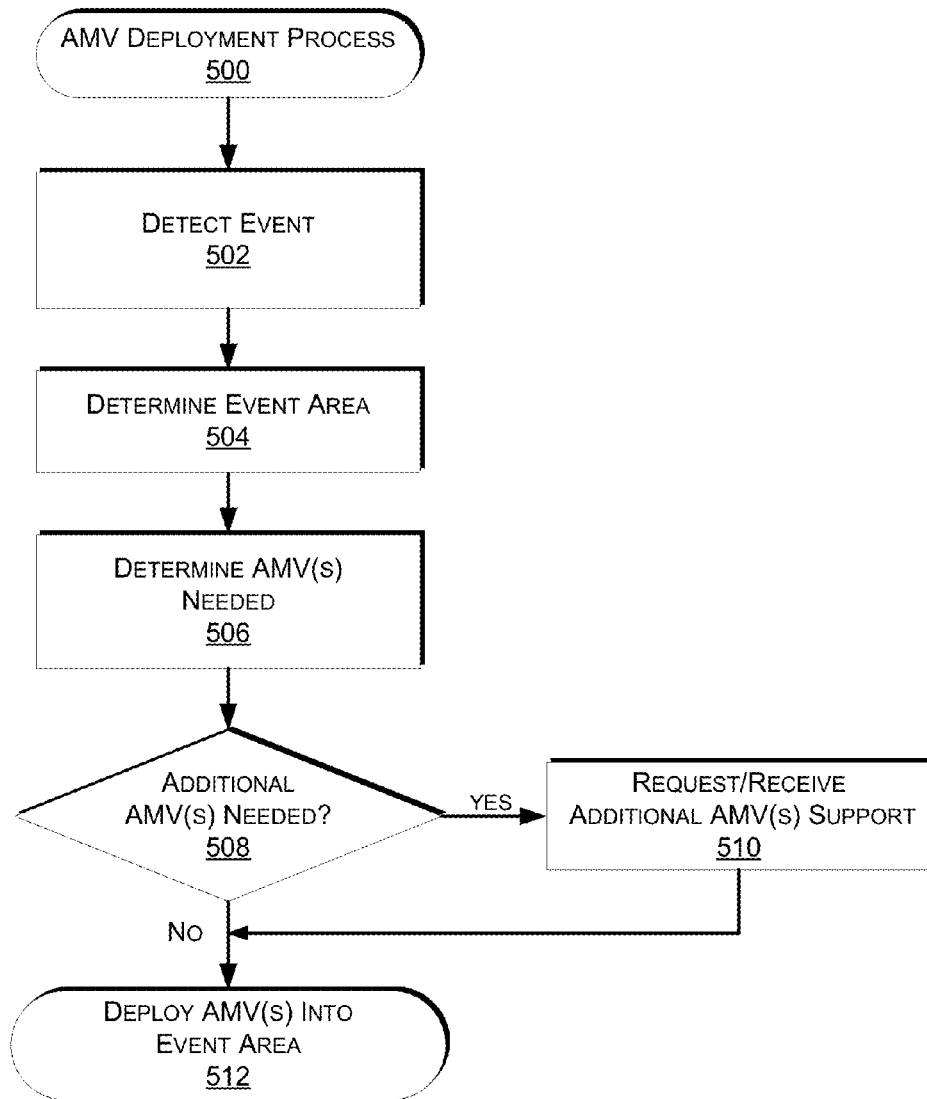 AMV DEPLOYMENT PROCESS
500
DETECT EVENT
502
DETERMINE EVENT AREA
504
DETERMINE AMV(S)
NEEDED
506
ADDITIONAL
AMV(S) NEEDED?
508
YES
REQUEST/RECEIVE
ADDITIONAL AMV(S) SUPPORT
510
NO
DEPLOY AMV(S) INTO
EVENT AREA
512